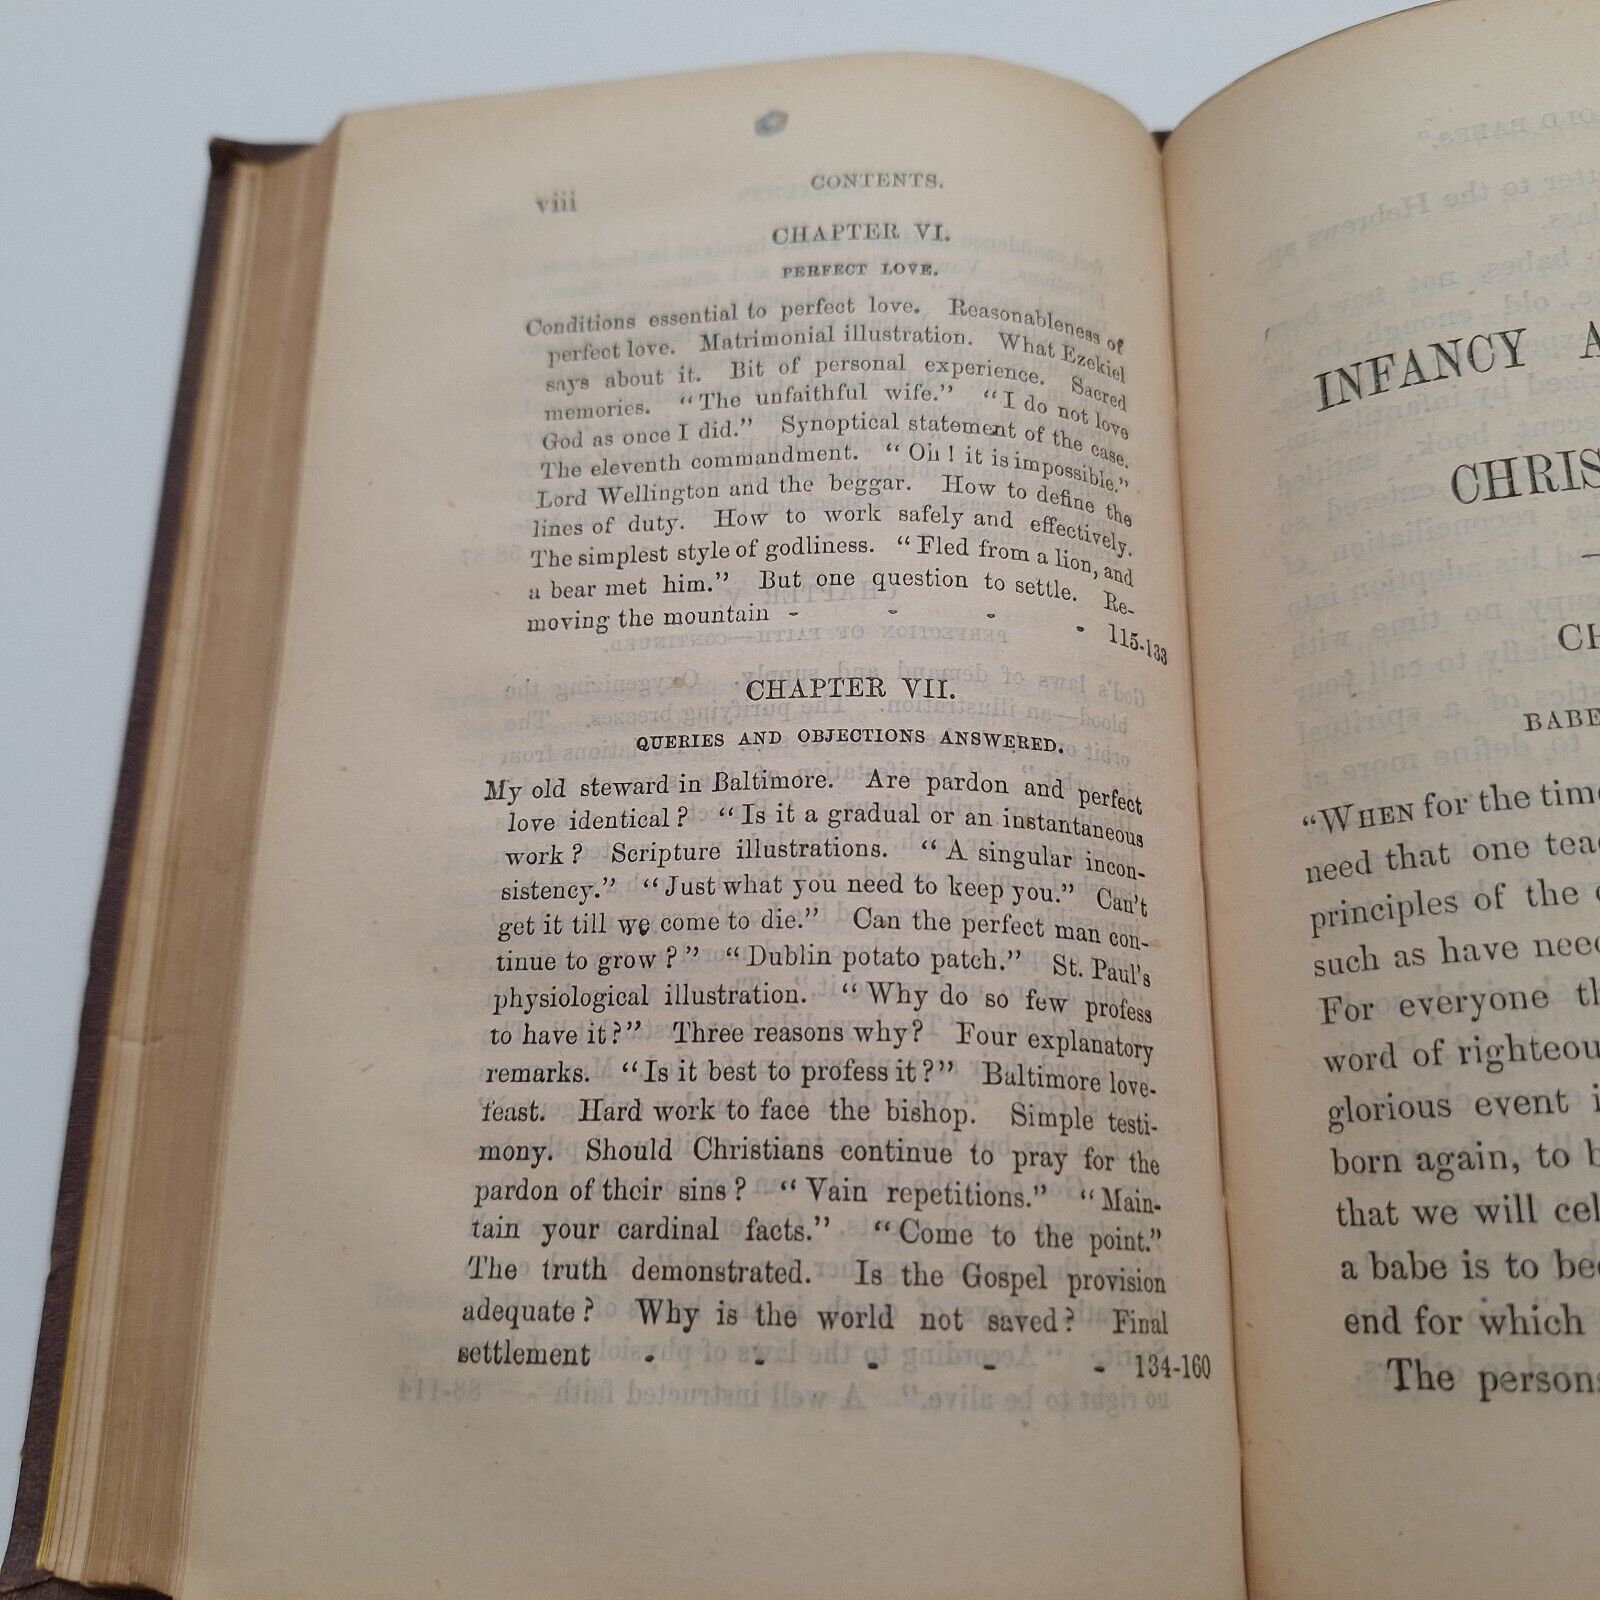 viii
CONTENTS.
CHAPTER VI.
PERFECT LOVE.
Conditions essential to perfect love. Reasonableness of
perfect love. Matrimonial illustration. What Ezekiel
says about it. Bit of personal experience. Sacred
memories. "The unfaithful wife." "I do not love
God as once I did." Synoptical statement of the case.
The eleventh commandment. "Oh! it is impossible."
Lord Wellington and the beggar. How to define the
lines of duty. How to work safely and effectively.
The simplest style of godliness. "Fled from a lion, and
a bear met him." But one question to settle. Re-
moving the mountain - - - - 115-133
CHAPTER VII.
QUERIES AND OBJECTIONS ANSWERED.
My old steward in Baltimore. Are pardon and perfect
love identical? "Is it a gradual or an instantaneous
work? Scripture illustrations. "A singular incon-
sistency." "Just what you need to keep you." Can't
get it till we come to die." Can the perfect man con-
tinue to grow?" "Dublin potato patch." St. Paul's
physiological illustration. "Why do so few profess
to have it?" Three reasons why? Four explanatory
remarks. "Is it best to profess it?" Baltimore love-
feast. Hard work to face the bishop. Simple testi-
mony. Should Christians continue to pray for the
pardon of their sins? "Vain repetitions." "Main-
tain your cardinal facts." "Come to the point."
The truth demonstrated. Is the Gospel provision
adequate? Why is the world not saved? Final
settlement - - - - - 134-160
INFANCY A
CHRIS
CH
BABE
"WHEN for the time
need that one tea
principles of the
such as have need
For everyone th
word of righteou
glorious event i
born again, to b
that we will cel
a babe is to be
end for which
The persons